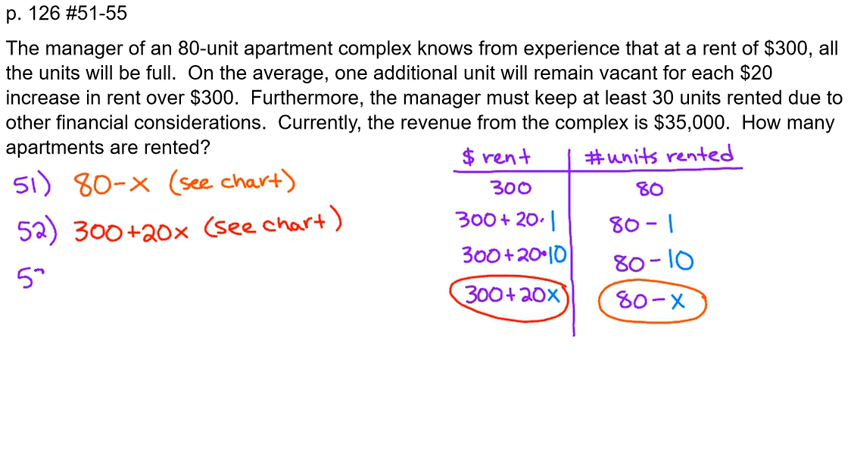 p. 126 #51-55
The manager of an 80-unit apartment complex knows from experience that at a rent of $300, all
the units will be full.  On the average, one additional unit will remain vacant for each $20
increase in rent over $300.  Furthermore, the manager must keep at least 30 units rented due to
other financial considerations.  Currently, the revenue from the complex is $35,000.  How many
apartments are rented?
$ rent | # units rented
300 | 80
300 + 20·1 | 80 - 1
300 + 20·10 | 80 - 10
300 + 20x | 80 - x
51) 80-x (see chart)
52) 300+20x (see chart)
5